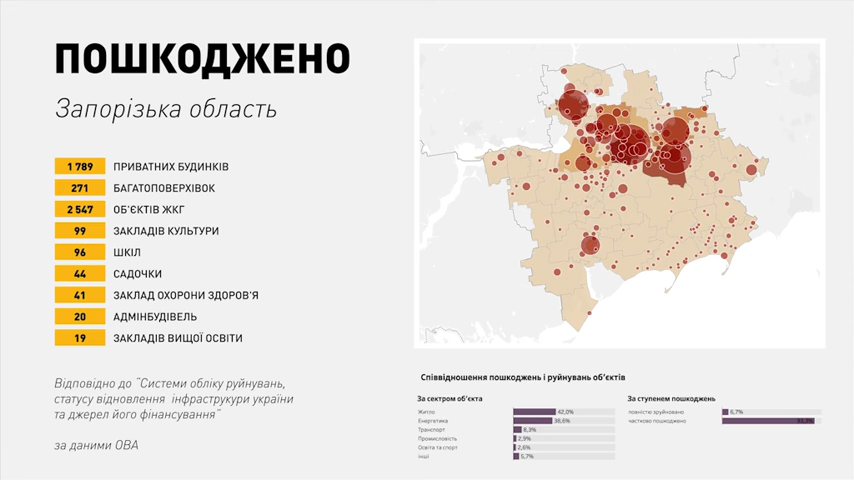 ПОШКОДЖЕНО
Запорізька область
1 789 ПРИВАТНИХ БУДИНКІВ
271 БАГАТОПОВЕРХІВОК
2 547 ОБ'ЄКТІВ ЖКГ
99 ЗАКЛАДІВ КУЛЬТУРИ
96 ШКІЛ
44 САДОЧКИ
41 ЗАКЛАД ОХОРОНИ ЗДОРОВ'Я
20 АДМІНБУДІВЕЛЬ
19 ЗАКЛАДІВ ВИЩОЇ ОСВІТИ
Відповідно до "Системи обліку руйнувань,
статусу відновлення інфраструкури україни
та джерел його фінансування"
за даними ОВА
Співвідношення пошкоджень і руйнувань об'єктів
За сектором об'єкта
Житло 42,0%
Енергетика 38,6%
Транспорт 8,3%
Промисловість 2,9%
Освіта та спорт 2,6%
Інші 5,7%
За ступенем пошкоджень
повністю зруйновано 6,7%
частково пошкоджено 93,3%